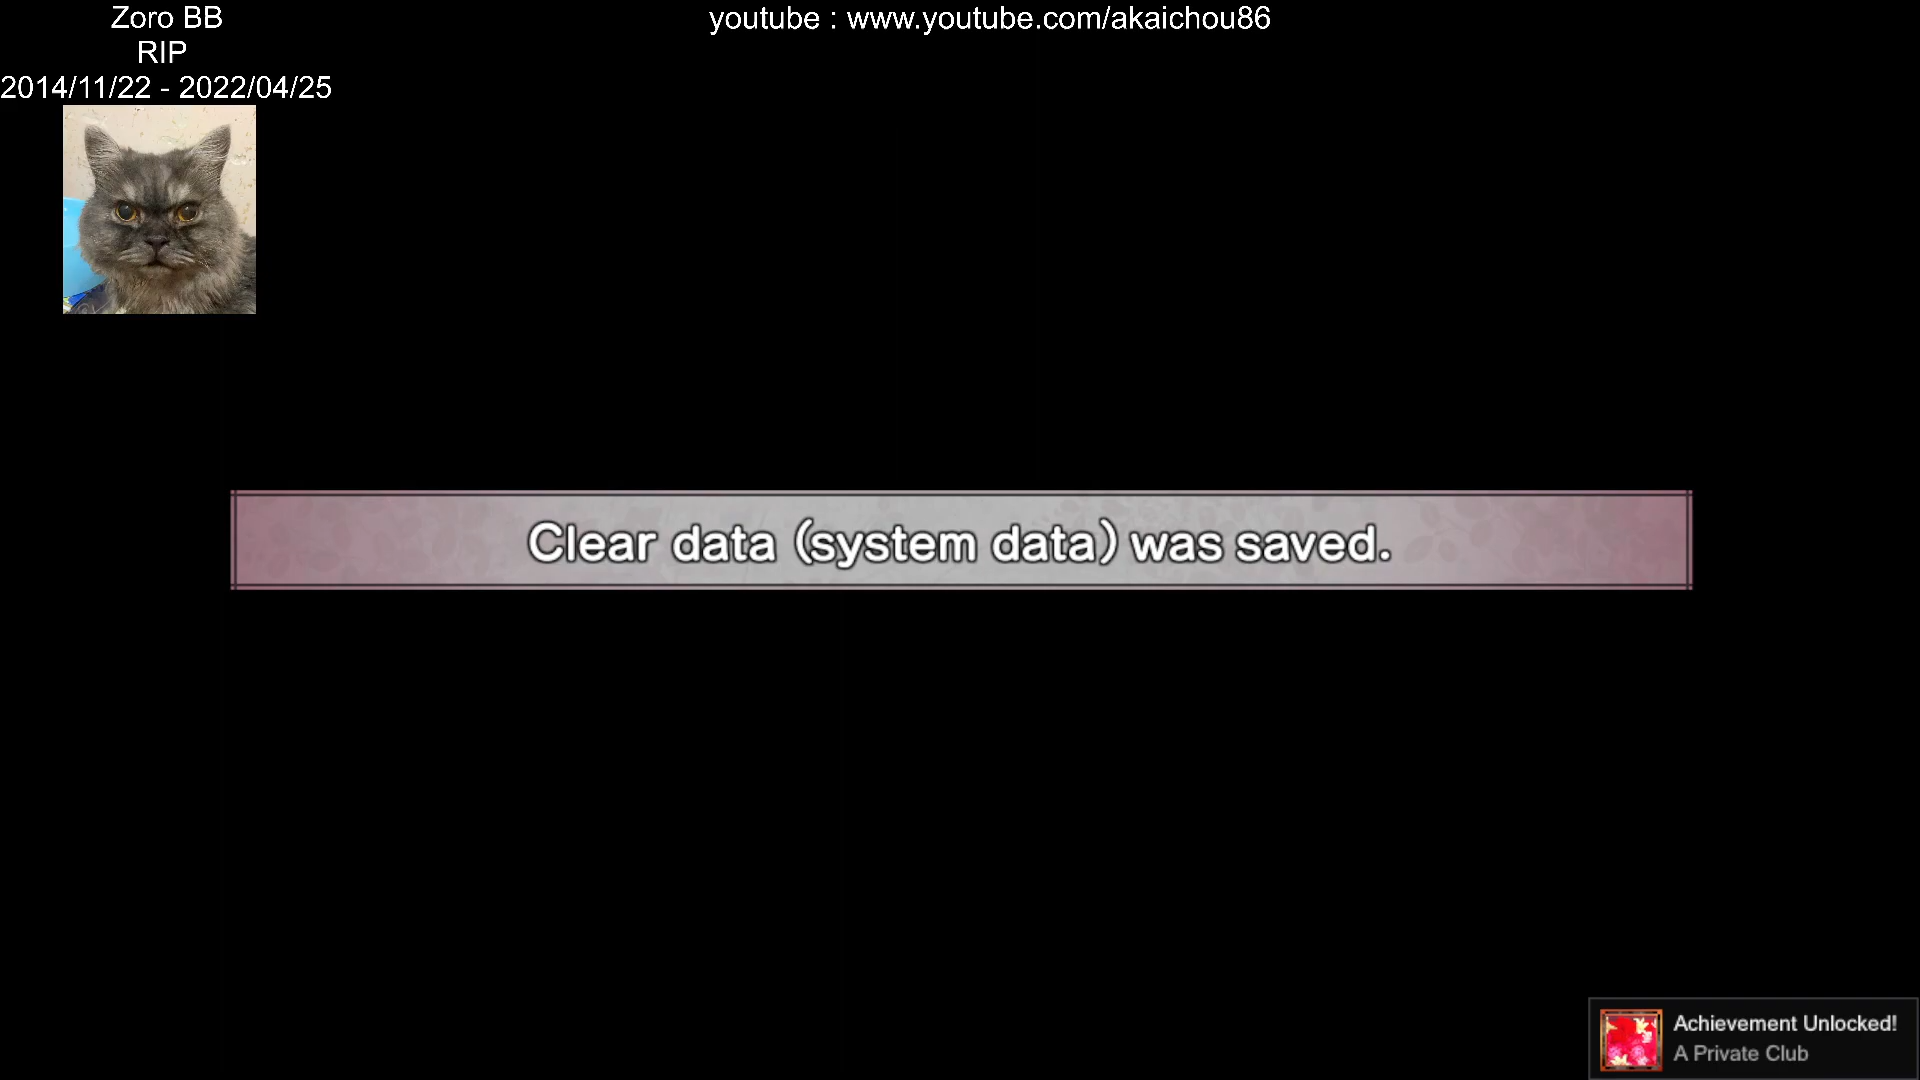 Zoro BB
RIP
2014/11/22 - 2022/04/25
youtube : www.youtube.com/akaichou86
Clear data (system data) was saved.
Achievement Unlocked!
A Private Club